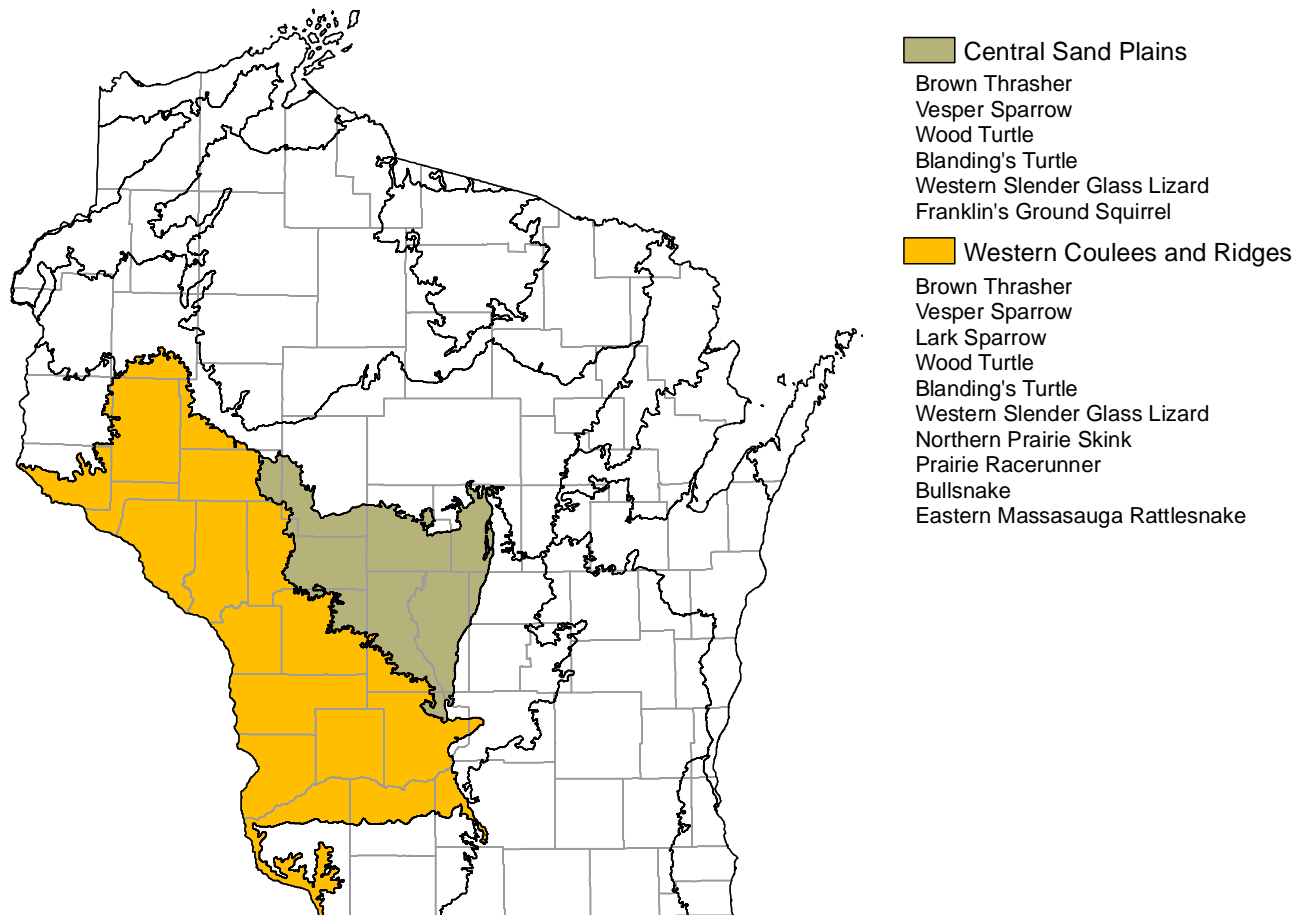 Central Sand Plains
Brown Thrasher
Vesper Sparrow
Wood Turtle
Blanding's Turtle
Western Slender Glass Lizard
Franklin's Ground Squirrel
Western Coulees and Ridges
Brown Thrasher
Vesper Sparrow
Lark Sparrow
Wood Turtle
Blanding's Turtle
Western Slender Glass Lizard
Northern Prairie Skink
Prairie Racerunner
Bullsnake
Eastern Massasauga Rattlesnake